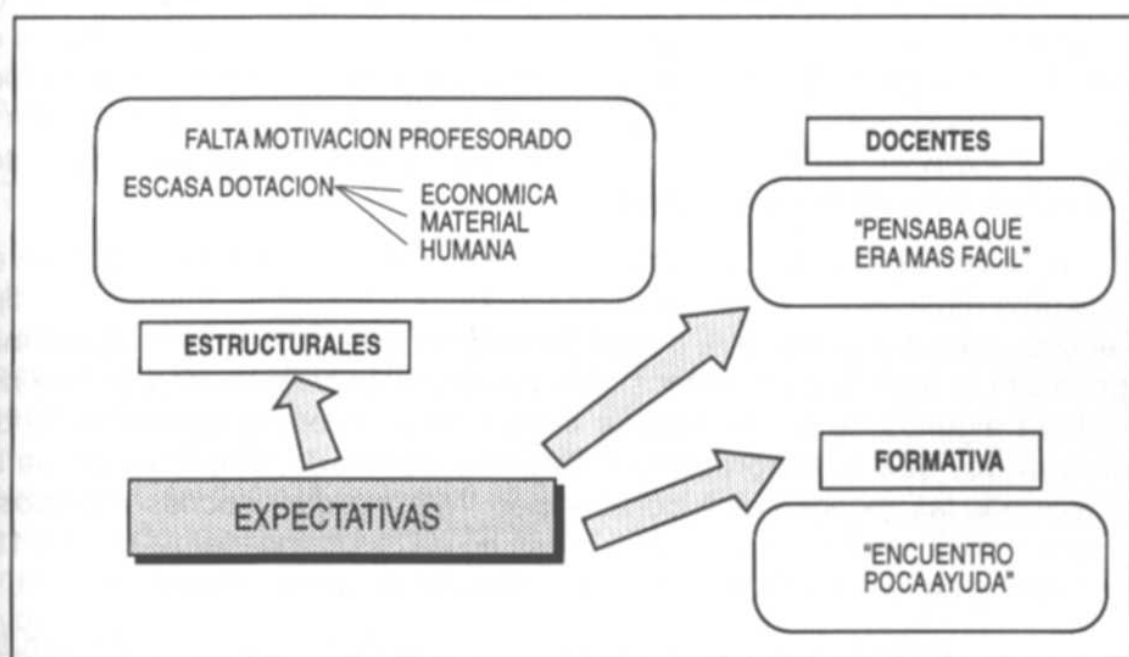 FALTA MOTIVACION PROFESORADO
ESCASA DOTACION
ECONOMICA
MATERIAL
HUMANA
ESTRUCTURALES
DOCENTES
"PENSABA QUE
ERA MAS FACIL"
EXPECTATIVAS
FORMATIVA
"ENCUENTRO
POCA AYUDA"